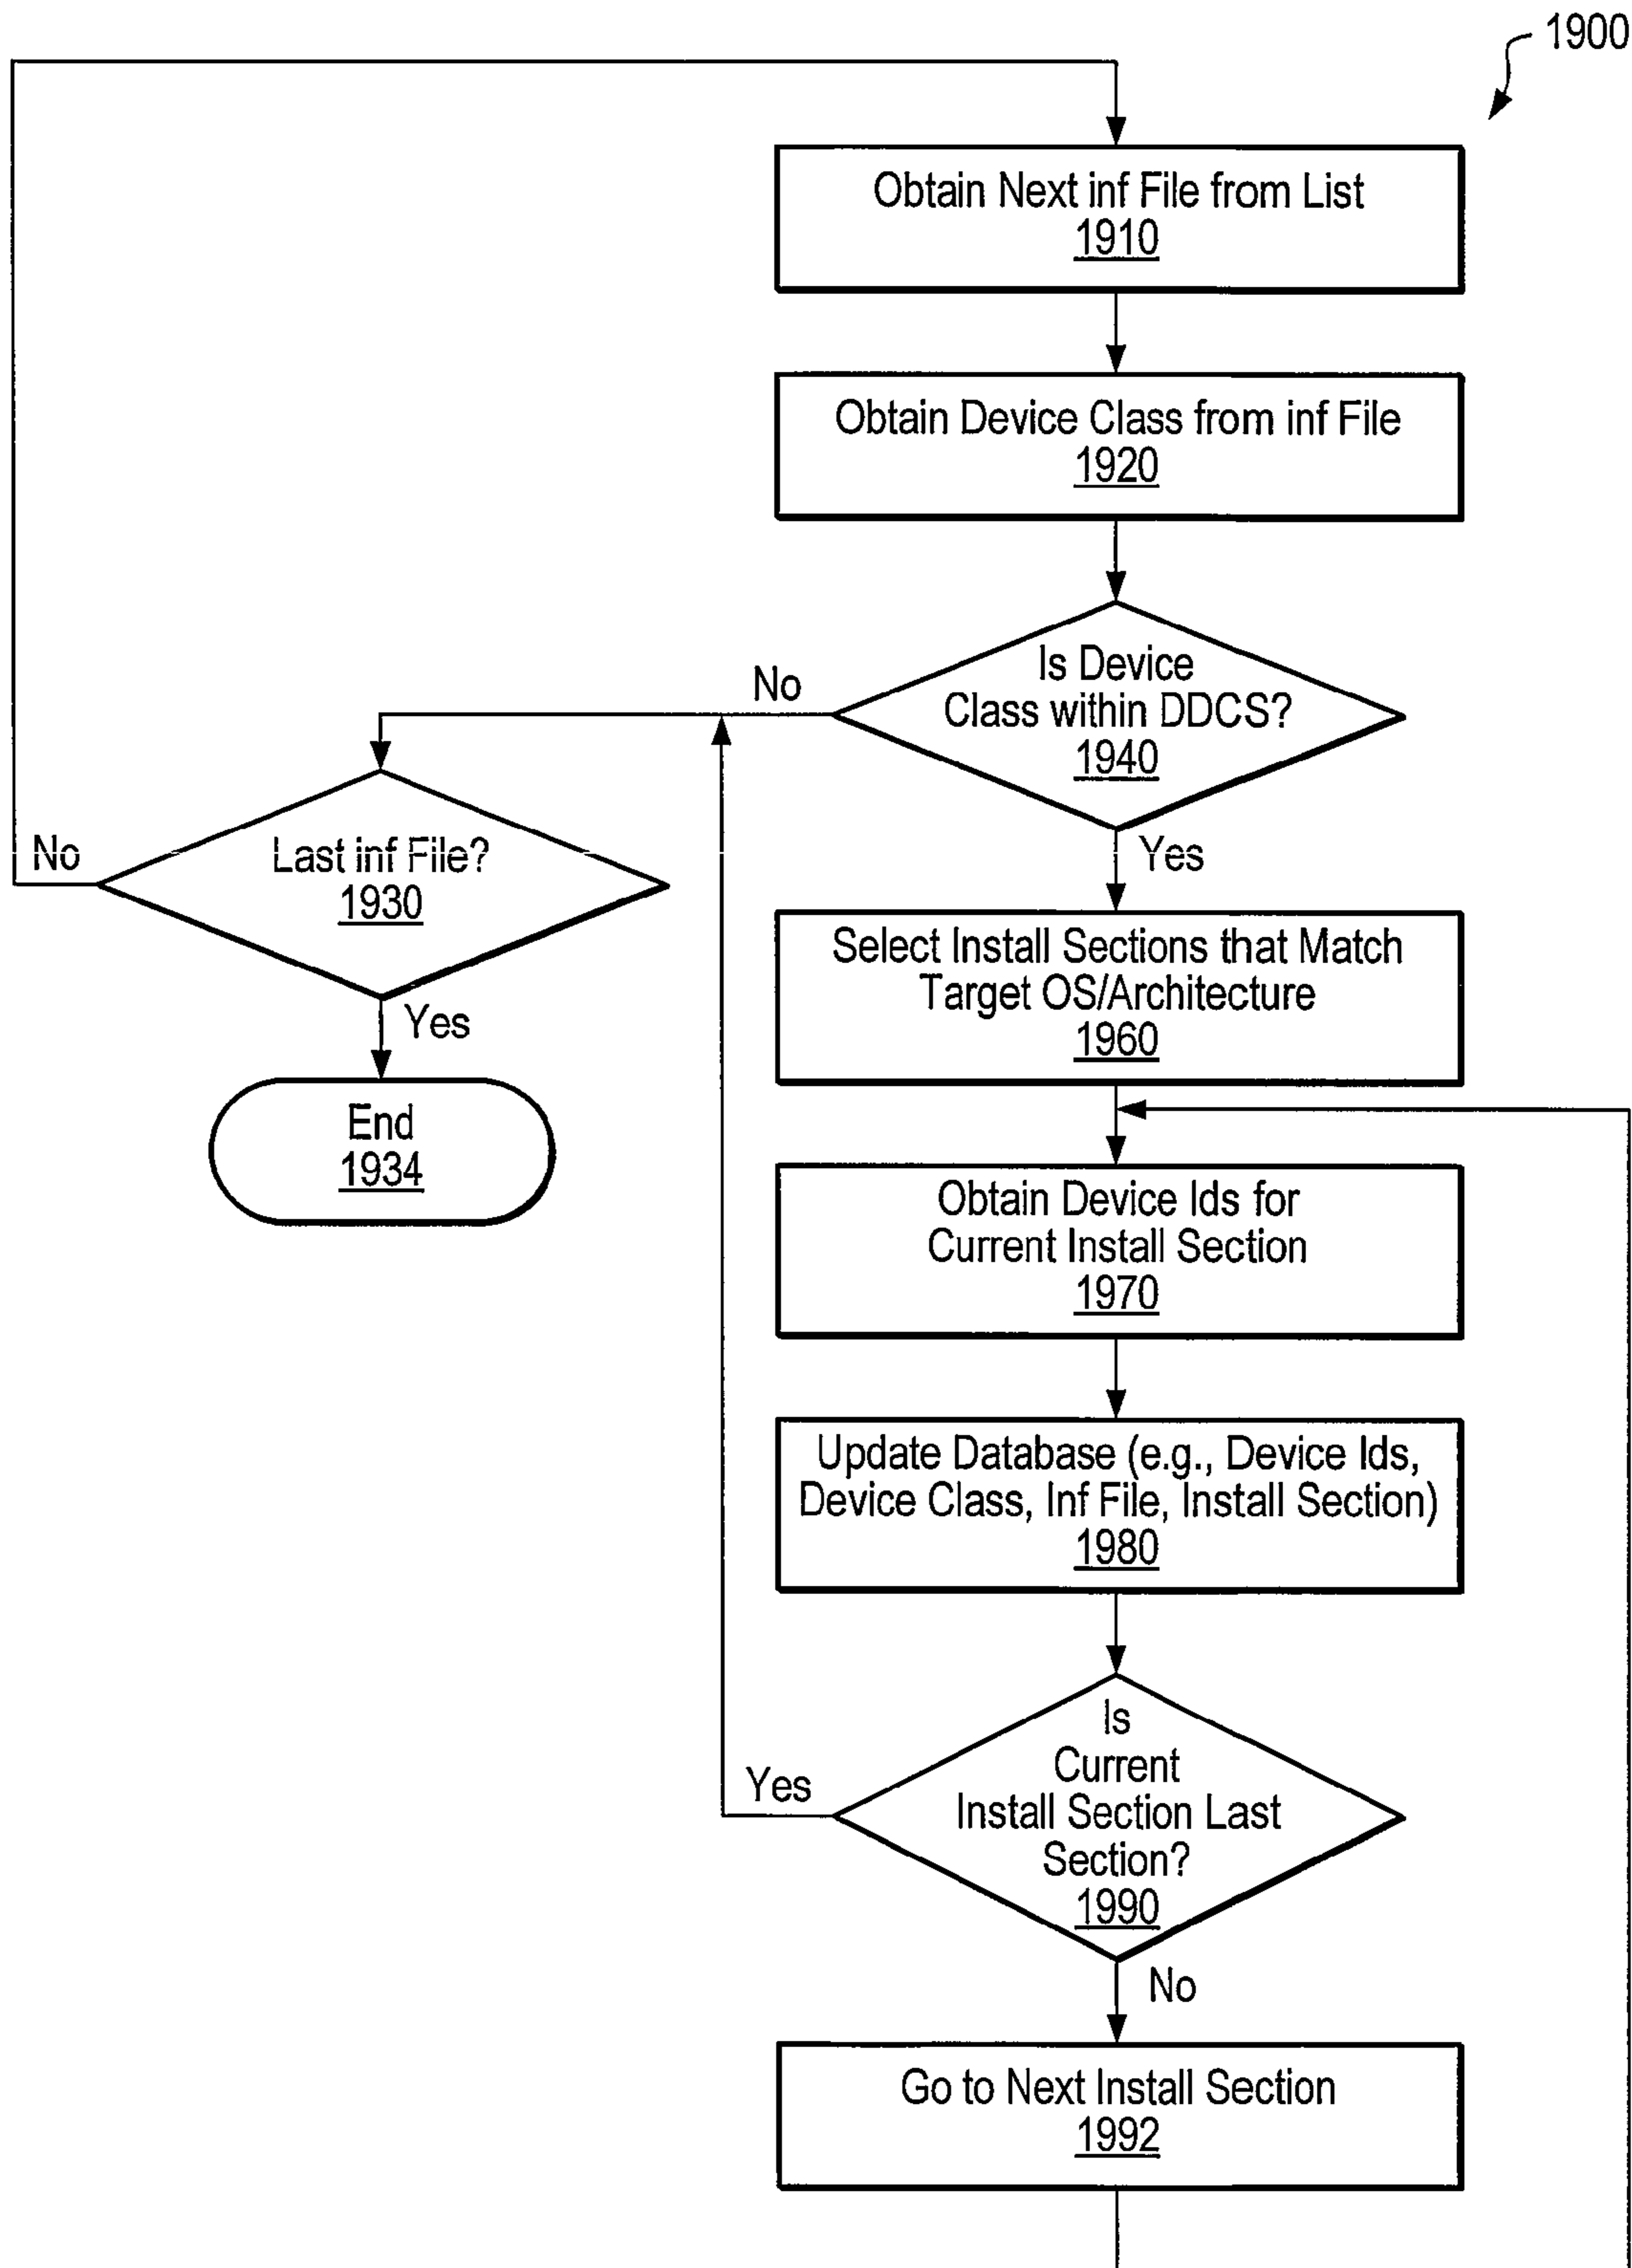 1900
Obtain Next inf File from List
1910
Obtain Device Class from inf File
1920
Is Device
Class within DDCS?
1940
No
Yes
Last inf File?
1930
No
Yes
End
1934
Select Install Sections that Match
Target OS/Architecture
1960
Obtain Device Ids for
Current Install Section
1970
Update Database (e.g., Device Ids,
Device Class, Inf File, Install Section)
1980
Is
Current
Install Section Last
Section?
1990
Yes
No
Go to Next Install Section
1992